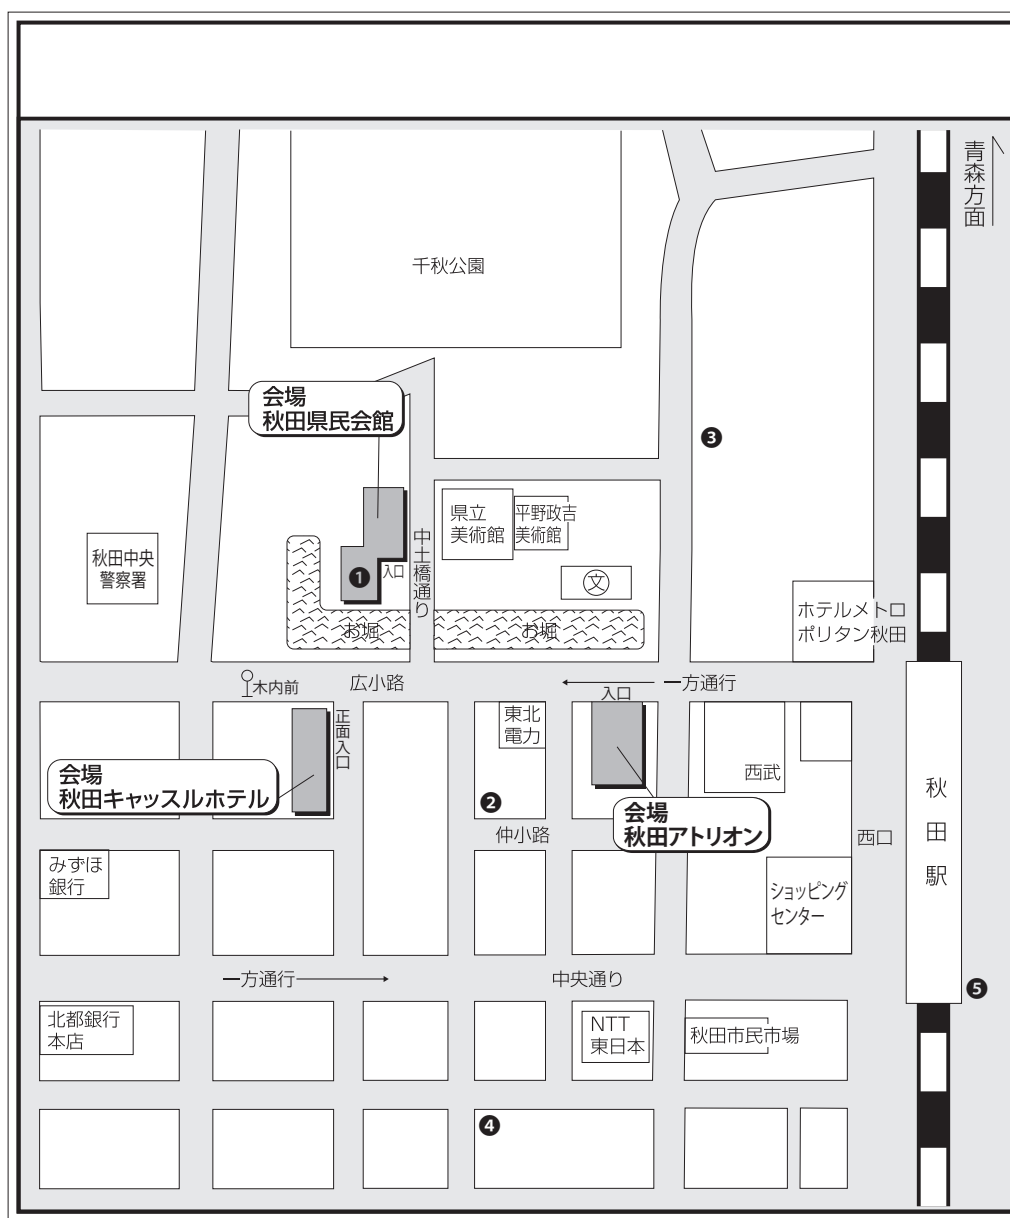 青森方面
千秋公園
会場
秋田県民会館
❸
県立
美術館
平野政吉
美術館
秋田中央
警察署
中土橋通り
❶
入口
文
ホテルメトロ
ポリタン秋田
お堀
お堀
木内前
広小路
一方通行
入口
正面入口
東北
電力
西武
会場
秋田キャッスルホテル
❷
会場
秋田アトリオン
仲小路
西口
秋田駅
みずほ
銀行
ショッピング
センター
一方通行
中央通り
❺
北都銀行
本店
NTT
東日本
秋田市民市場
❹